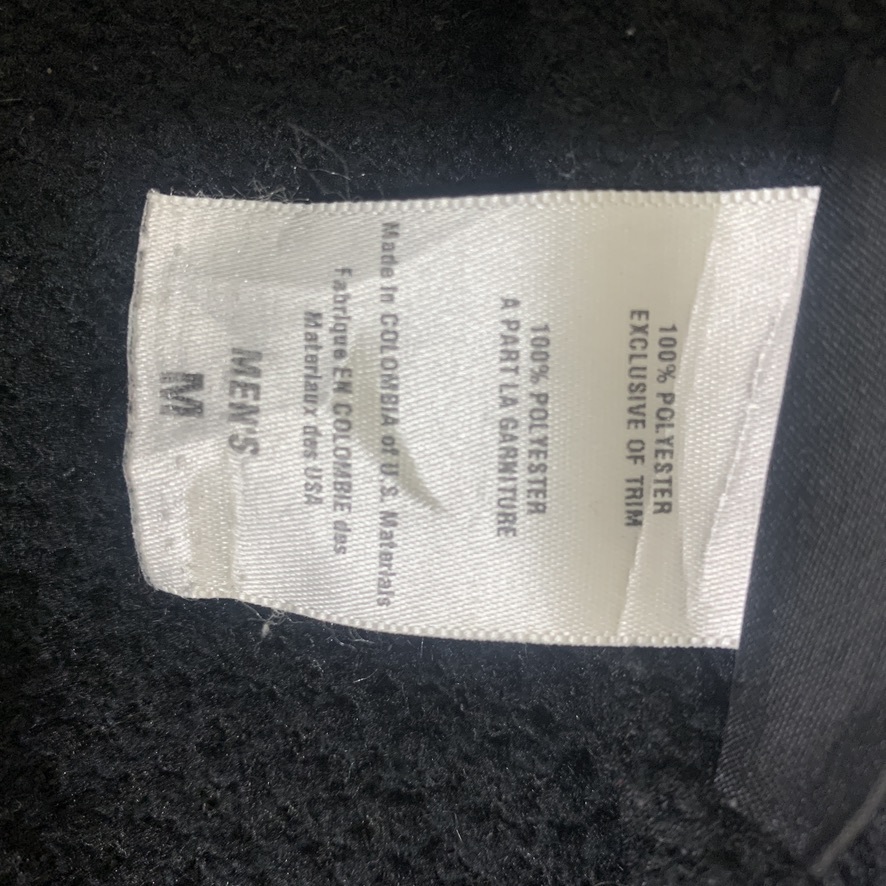 100% POLYESTER
EXCLUSIVE OF TRIM
100% POLYESTER
A PART LA GARNITURE
Made in COLOMBIA of U.S. Materials
Fabrique EN COLOMBIE des
Materiaux des USA
MEN'S
M